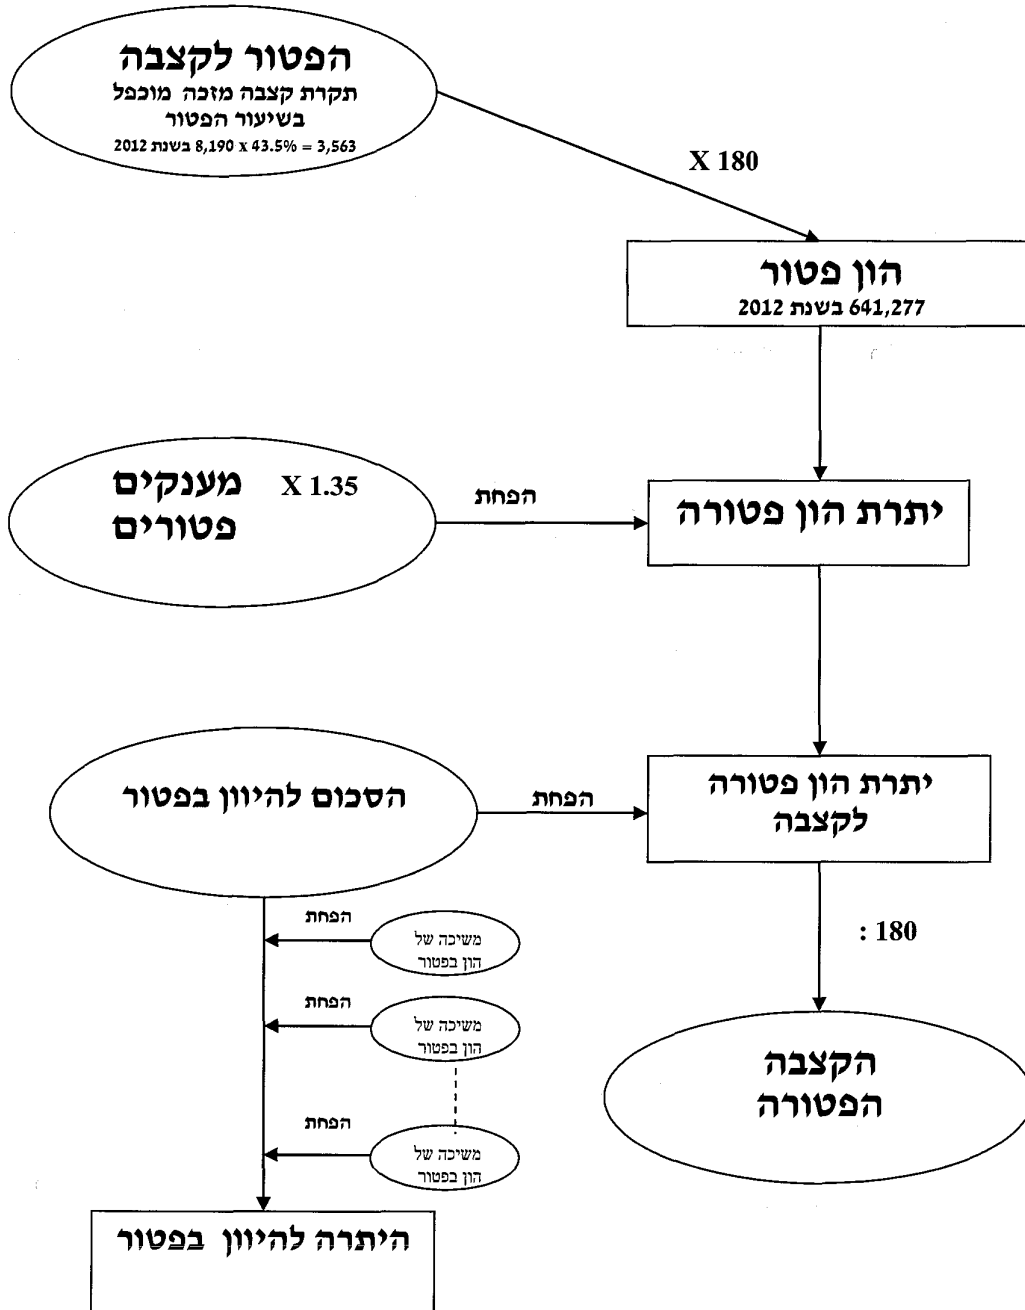 הפטור לקצבה
תקרת קצבה מזכה מוכפל
בשיעור הפטור
8,190 x 43.5% = 3,563 בשנת 2012
X 180
הון פטור
641,277 בשנת 2012
מענקים X 1.35
פטורים
הפחת
יתרת הון פטורה
הסכום להיוון בפטור
הפחת
יתרת הון פטורה
לקצבה
הפחת
משיכה של
הון בפטור
: 180
הפחת
משיכה של
הון בפטור
הקצבה
הפטורה
הפחת
משיכה של
הון בפטור
היתרה להיוון בפטור